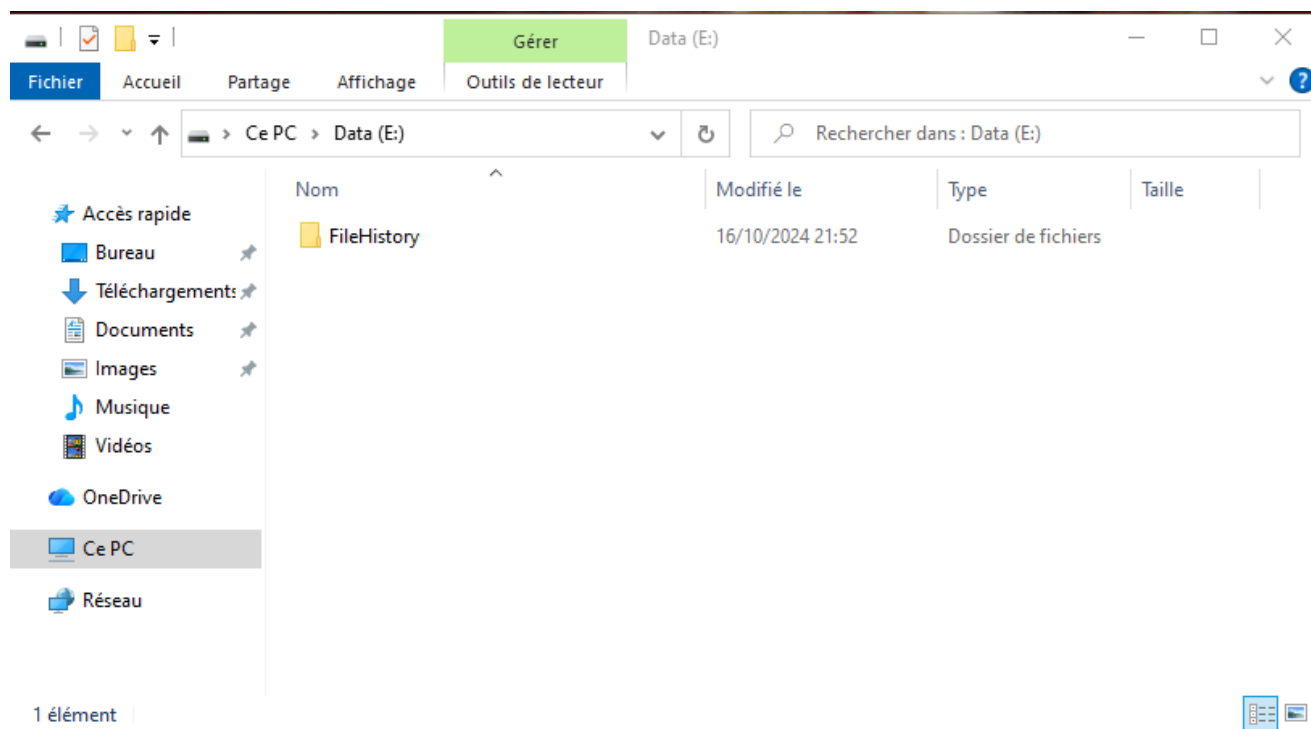 Gérer Data (E:)
Fichier Accueil Partage Affichage Outils de lecteur ?
Ce PC > Data (E:) Rechercher dans : Data (E:)
Nom Modifié le Type Taille
Accès rapide
FileHistory 16/10/2024 21:52 Dossier de fichiers
Bureau
Téléchargements
Documents
Images
Musique
Vidéos
OneDrive
Ce PC
Réseau
1 élément